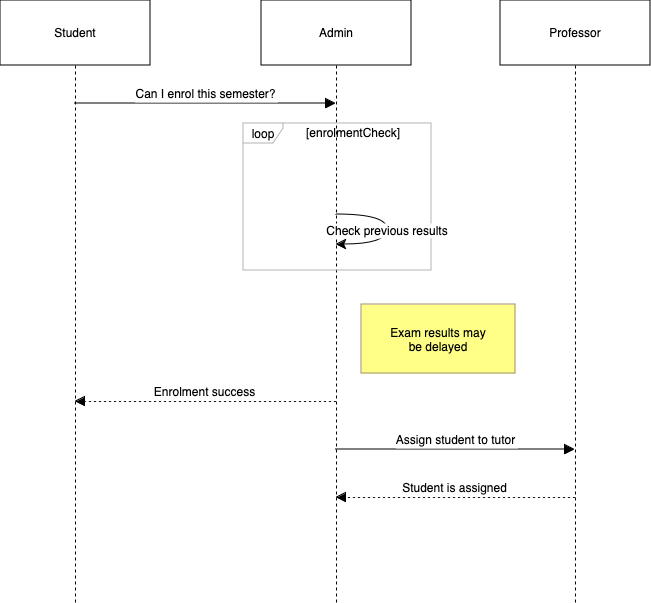 Student
Admin
Professor
Can I enrol this semester?
loop
[enrolmentCheck]
Check previous results
Exam results may
be delayed
Enrolment success
Assign student to tutor
Student is assigned